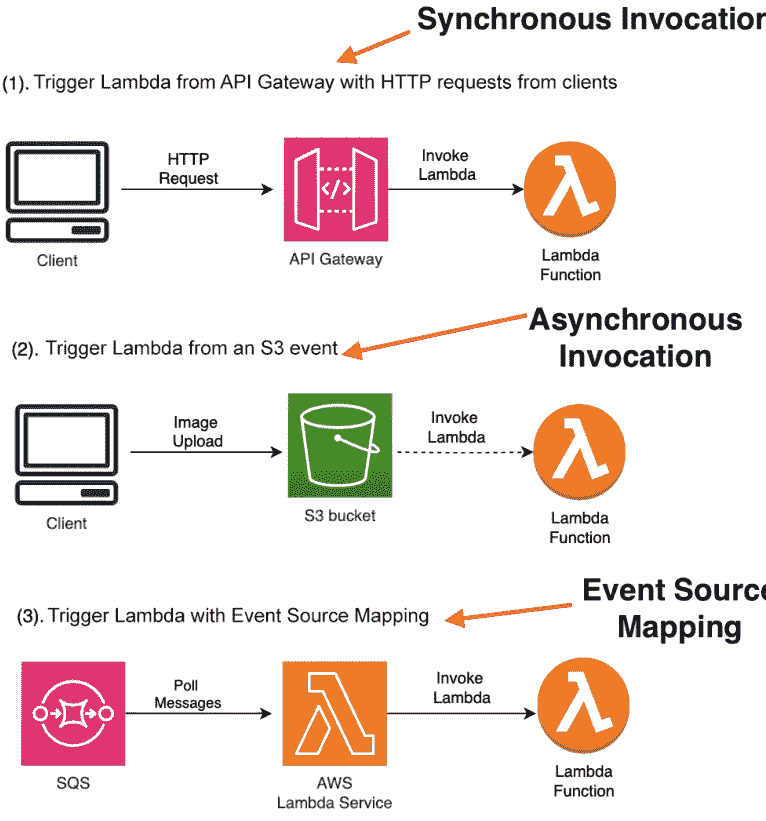 Synchronous Invocation
(1). Trigger Lambda from API Gateway with HTTP requests from clients
HTTP
Request
Invoke
Lambda
</>
Client
API Gateway
Lambda
Function
Asynchronous
Invocation
(2). Trigger Lambda from an S3 event
Image
Upload
Invoke
Lambda
Client
S3 bucket
Lambda
Function
Event Source
Mapping
(3). Trigger Lambda with Event Source Mapping
Poll
Messages
Invoke
Lambda
SQS
AWS
Lambda Service
Lambda
Function